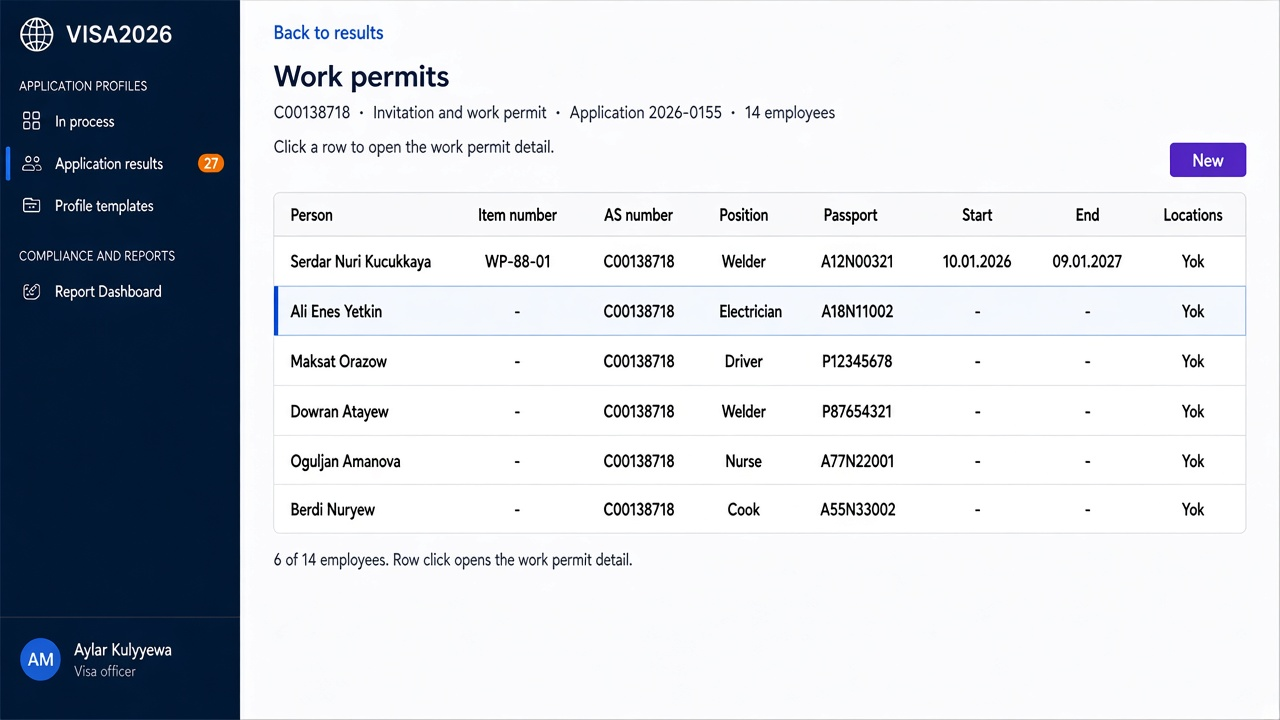 VISA2026
APPLICATION PROFILES
In process
Application results 27
Profile templates
COMPLIANCE AND REPORTS
Report Dashboard
AM
Aylar Kulyyewa
Visa officer
Back to results
Work permits
C00138718 • Invitation and work permit • Application 2026-0155 • 14 employees
Click a row to open the work permit detail.
New
Person Item number AS number Position Passport Start End Locations
Serdar Nuri Kucukkaya WP-88-01 C00138718 Welder A12N00321 10.01.2026 09.01.2027 Yok
Ali Enes Yetkin - C00138718 Electrician A18N11002 - - Yok
Maksat Orazow - C00138718 Driver P12345678 - - Yok
Dowran Atayew - C00138718 Welder P87654321 - - Yok
Oguljan Amanova - C00138718 Nurse A77N22001 - - Yok
Berdi Nuryew - C00138718 Cook A55N33002 - - Yok
6 of 14 employees. Row click opens the work permit detail.